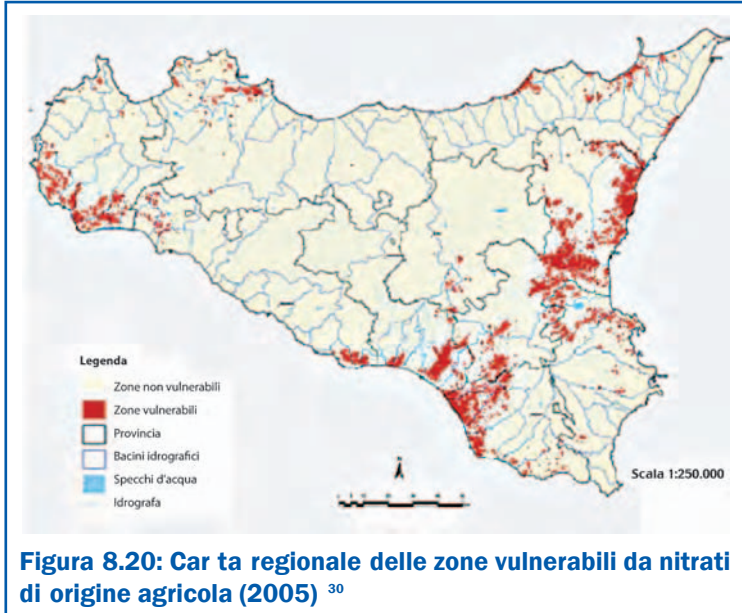 Legenda
Zone non vulnerabili
Zone vulnerabili
Provincia
Bacini idrografici
Specchi d'acqua
Idrografa
Scala 1:250.000
Figura 8.20: Car ta regionale delle zone vulnerabili da nitrati
di origine agricola (2005) 30